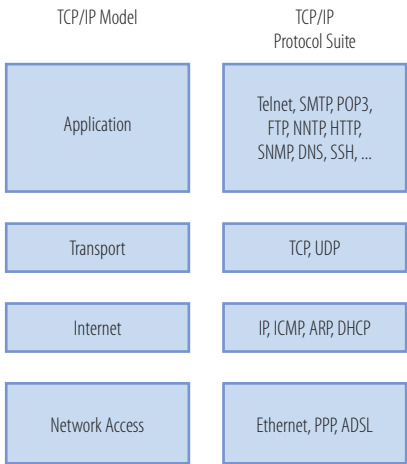 TCP/IP Model
TCP/IP
Protocol Suite
Application
Telnet, SMTP, POP3,
FTP, NNTP, HTTP,
SNMP, DNS, SSH, ...
Transport
TCP, UDP
Internet
IP, ICMP, ARP, DHCP
Network Access
Ethernet, PPP, ADSL